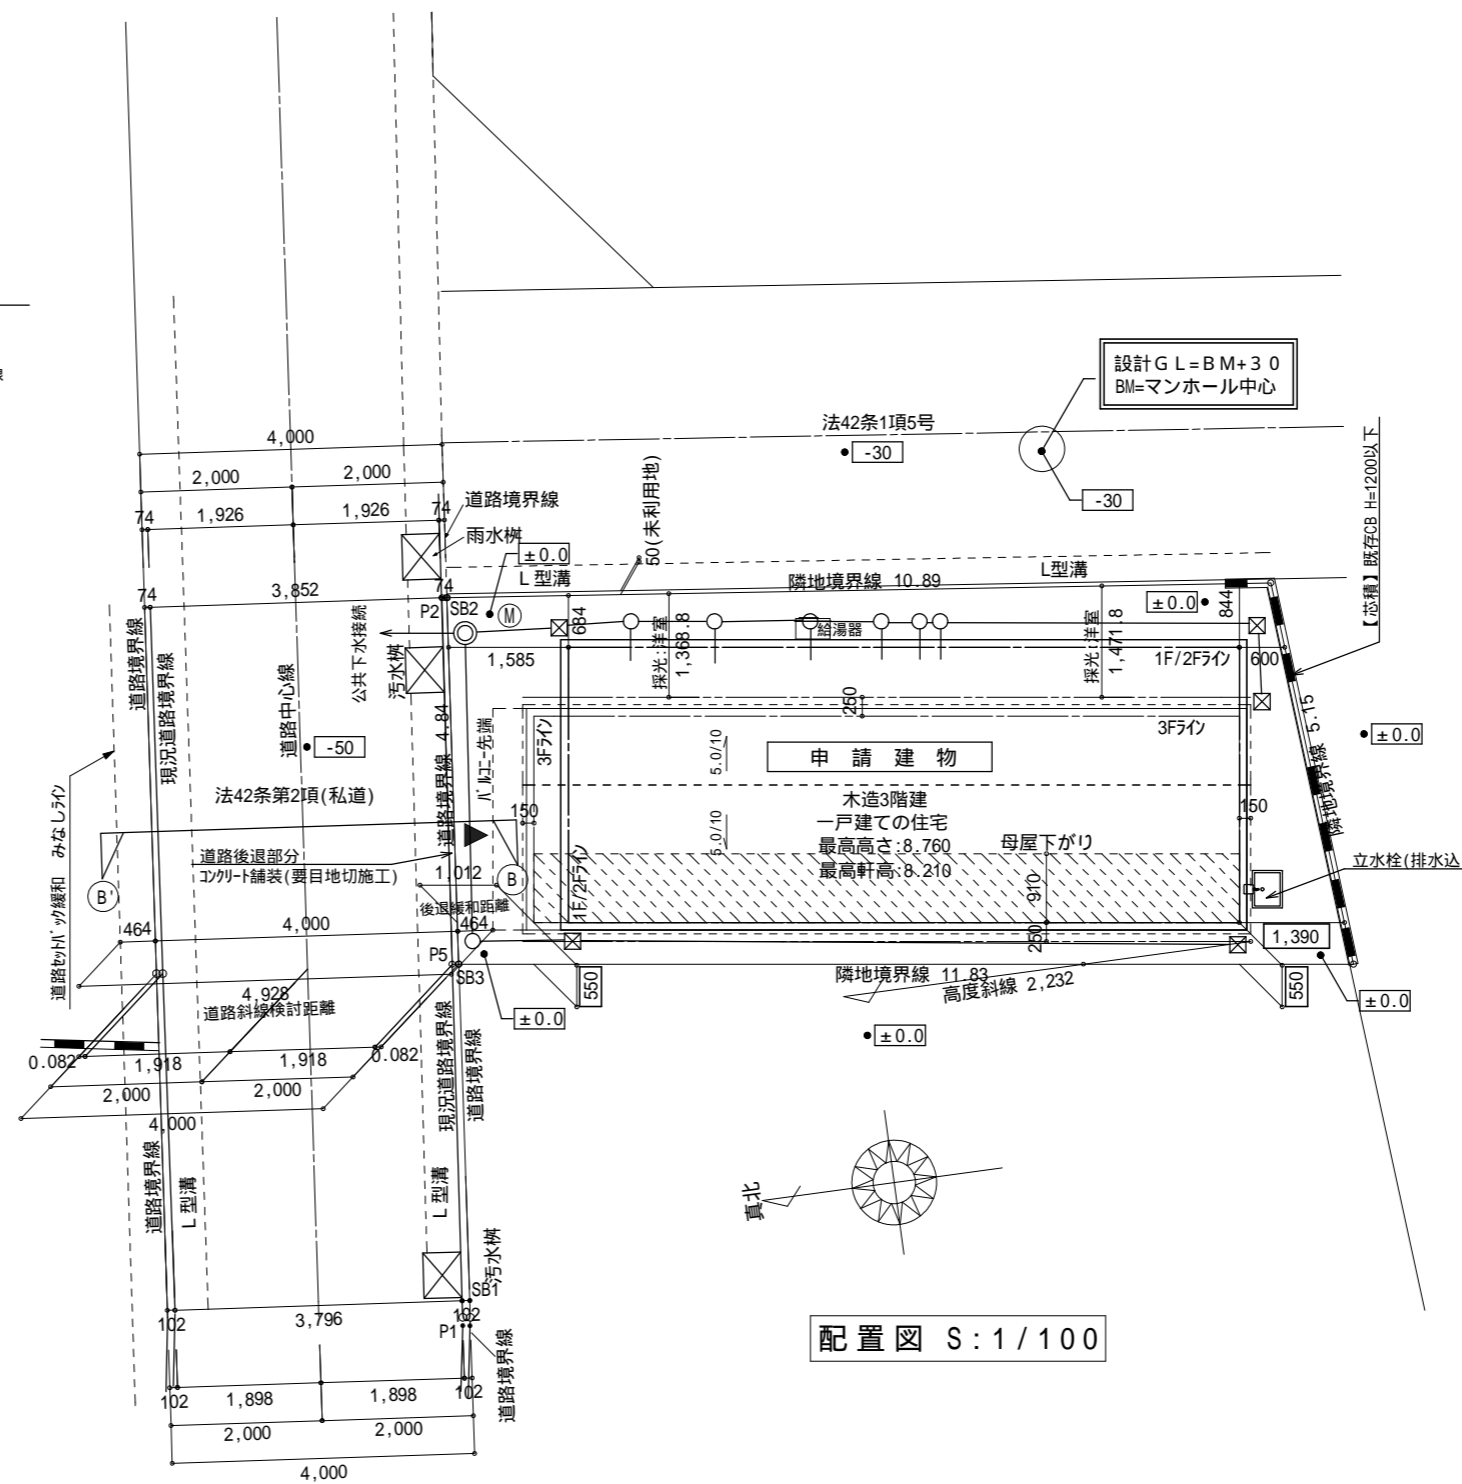 線
設計GL=BM+30
BM=マンホール中心
法42条1項5号
-30
-30
【芯積】既存CB H=1200以下
4,000
2,000
2,000
74
1,926
1,926
74
道路境界線
雨水桝
±0.0
50(未利用地)
L型溝
隣地境界線 10.89
L型溝
74
3,852
74
P2
SB2
M
684
±0.0
844
道路境界線
現況道路境界線
道路中心線
公共下水接続
汚水桝
1,585
採光:洋室
1,368.8
給湯器
採光:洋室
1,471.8
1F/2Fライン
600
250
道路境界線 4.84
バルコニー先端
3Fライン
3Fライン
隣地境界線 5.15
±0.0
-50
5.0/10
申請建物
法42条第2項(私道)
150
木造3階建
一戸建ての住宅
最高高さ:8.760
最高軒高:8.210
5.0/10
母屋下がり
150
道路セットバック緩和 みなしライン
道路後退部分
コンクリート舗装(要目地切施工)
B'
1,012
B
1F/2Fライン
910
立水栓(排水込
後退緩和距離
464
4,000
464
250
1,390
P5
SB3
隣地境界線 11.83
高度斜線 2,232
550
550
±0.0
±0.0
±0.0
4,928
道路斜線検討距離
0.082
1,918
1,918
0.082
2,000
2,000
4,000
現況道路境界線
道路境界線
道路境界線
L型溝
L型溝
真北
汚水桝
SB1
102
3,796
102
P1
道路境界線
配置図 S:1/100
102
1,898
1,898
102
2,000
2,000
4,000